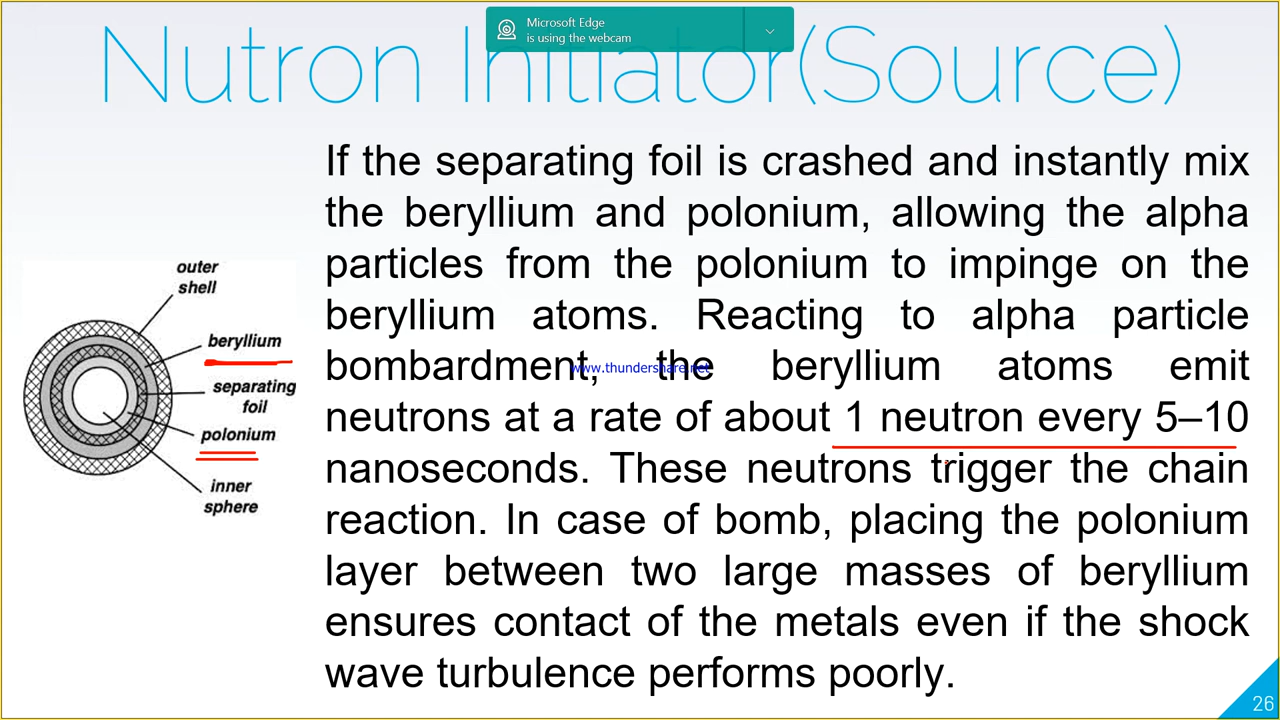 Microsoft Edge
is using the webcam
Nutron Initiator(Source)
If the separating foil is crashed and instantly mix
the beryllium and polonium, allowing the alpha
particles from the polonium to impinge on the
beryllium atoms. Reacting to alpha particle
bombardment, the beryllium atoms emit
neutrons at a rate of about 1 neutron every 5–10
nanoseconds. These neutrons trigger the chain
reaction. In case of bomb, placing the polonium
layer between two large masses of beryllium
ensures contact of the metals even if the shock
wave turbulence performs poorly.
outer
shell
beryllium
separating
foil
polonium
inner
sphere
www.thundershare.net
26